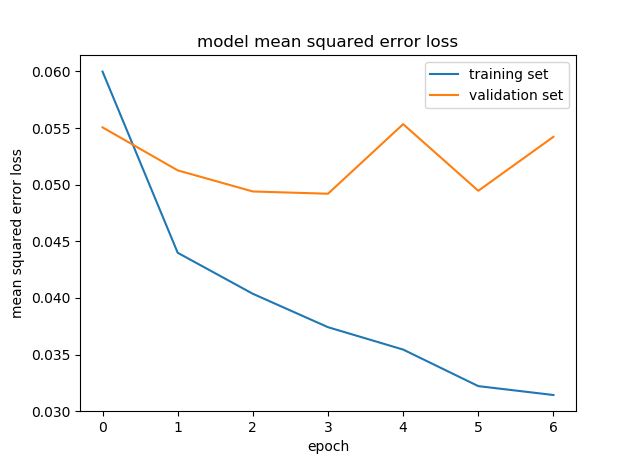 model mean squared error loss
training set
validation set
0.060
0.055
0.050
0.045
0.040
0.035
0.030
mean squared error loss
0 1 2 3 4 5 6
epoch